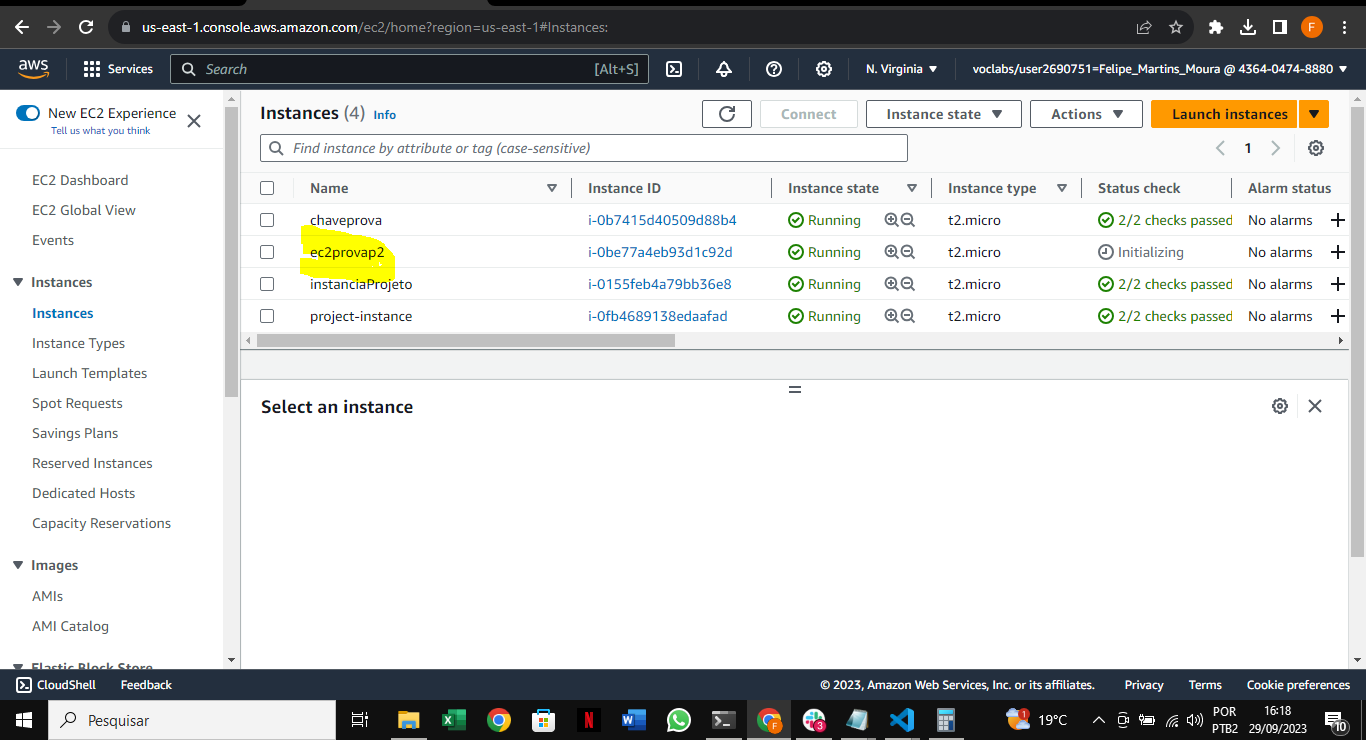 us-east-1.console.aws.amazon.com/ec2/home?region=us-east-1#Instances:
F
aws
Services
Search
[Alt+S]
N. Virginia
voclabs/user2690751=Felipe_Martins_Moura @ 4364-0474-8880
New EC2 Experience
Tell us what you think
EC2 Dashboard
EC2 Global View
Events
Instances
Instances
Instance Types
Launch Templates
Spot Requests
Savings Plans
Reserved Instances
Dedicated Hosts
Capacity Reservations
Images
AMIs
AMI Catalog
Elastic Block Store
Instances (4) Info
Connect
Instance state
Actions
Launch instances
Find instance by attribute or tag (case-sensitive)
1
Name Instance ID Instance state Instance type Status check Alarm status
chaveprova i-0b7415d40509d88b4 Running t2.micro 2/2 checks passed No alarms
ec2provap2 i-0be77a4eb93d1c92d Running t2.micro Initializing No alarms
instanciaProjeto i-0155feb4a79bb36e8 Running t2.micro 2/2 checks passed No alarms
project-instance i-0fb4689138edaafad Running t2.micro 2/2 checks passed No alarms
Select an instance
CloudShell
Feedback
© 2023, Amazon Web Services, Inc. or its affiliates.
Privacy
Terms
Cookie preferences
Pesquisar
N
F
3
1
19°C
POR
PTB2
16:18
29/09/2023
10